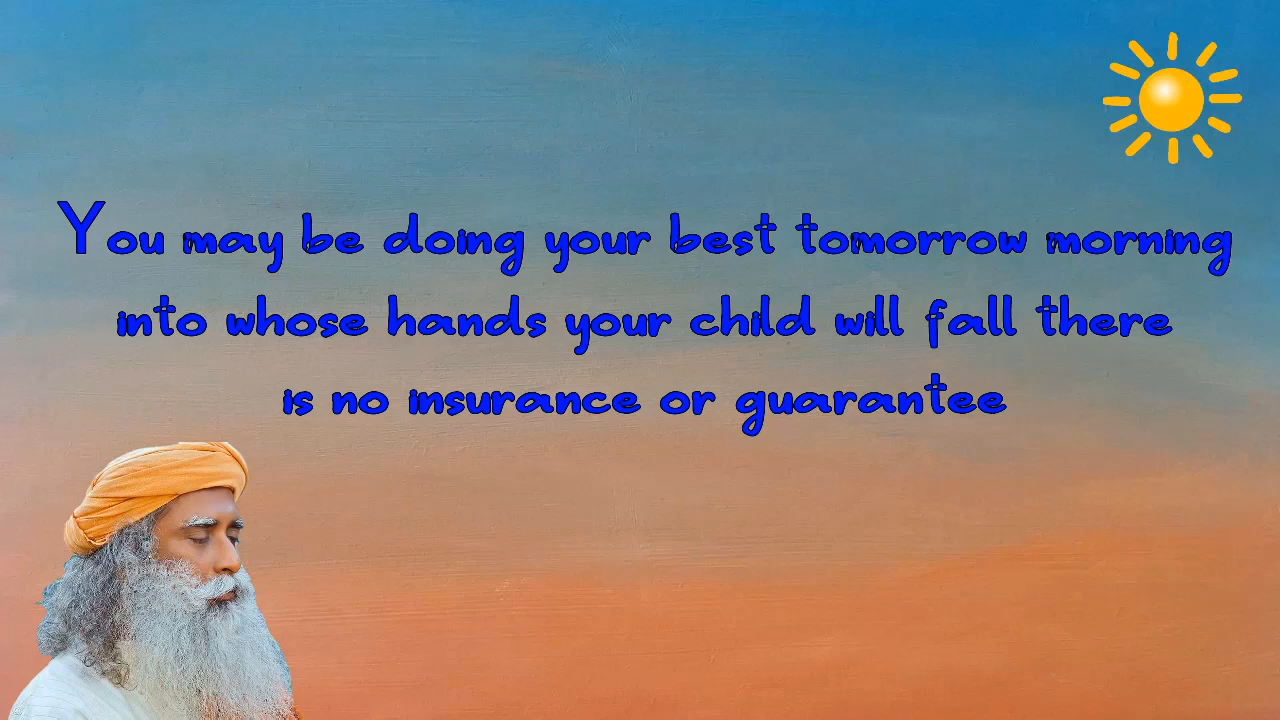 You may be doing your best tomorrow morning
into whose hands your child will fall there
is no insurance or guarantee